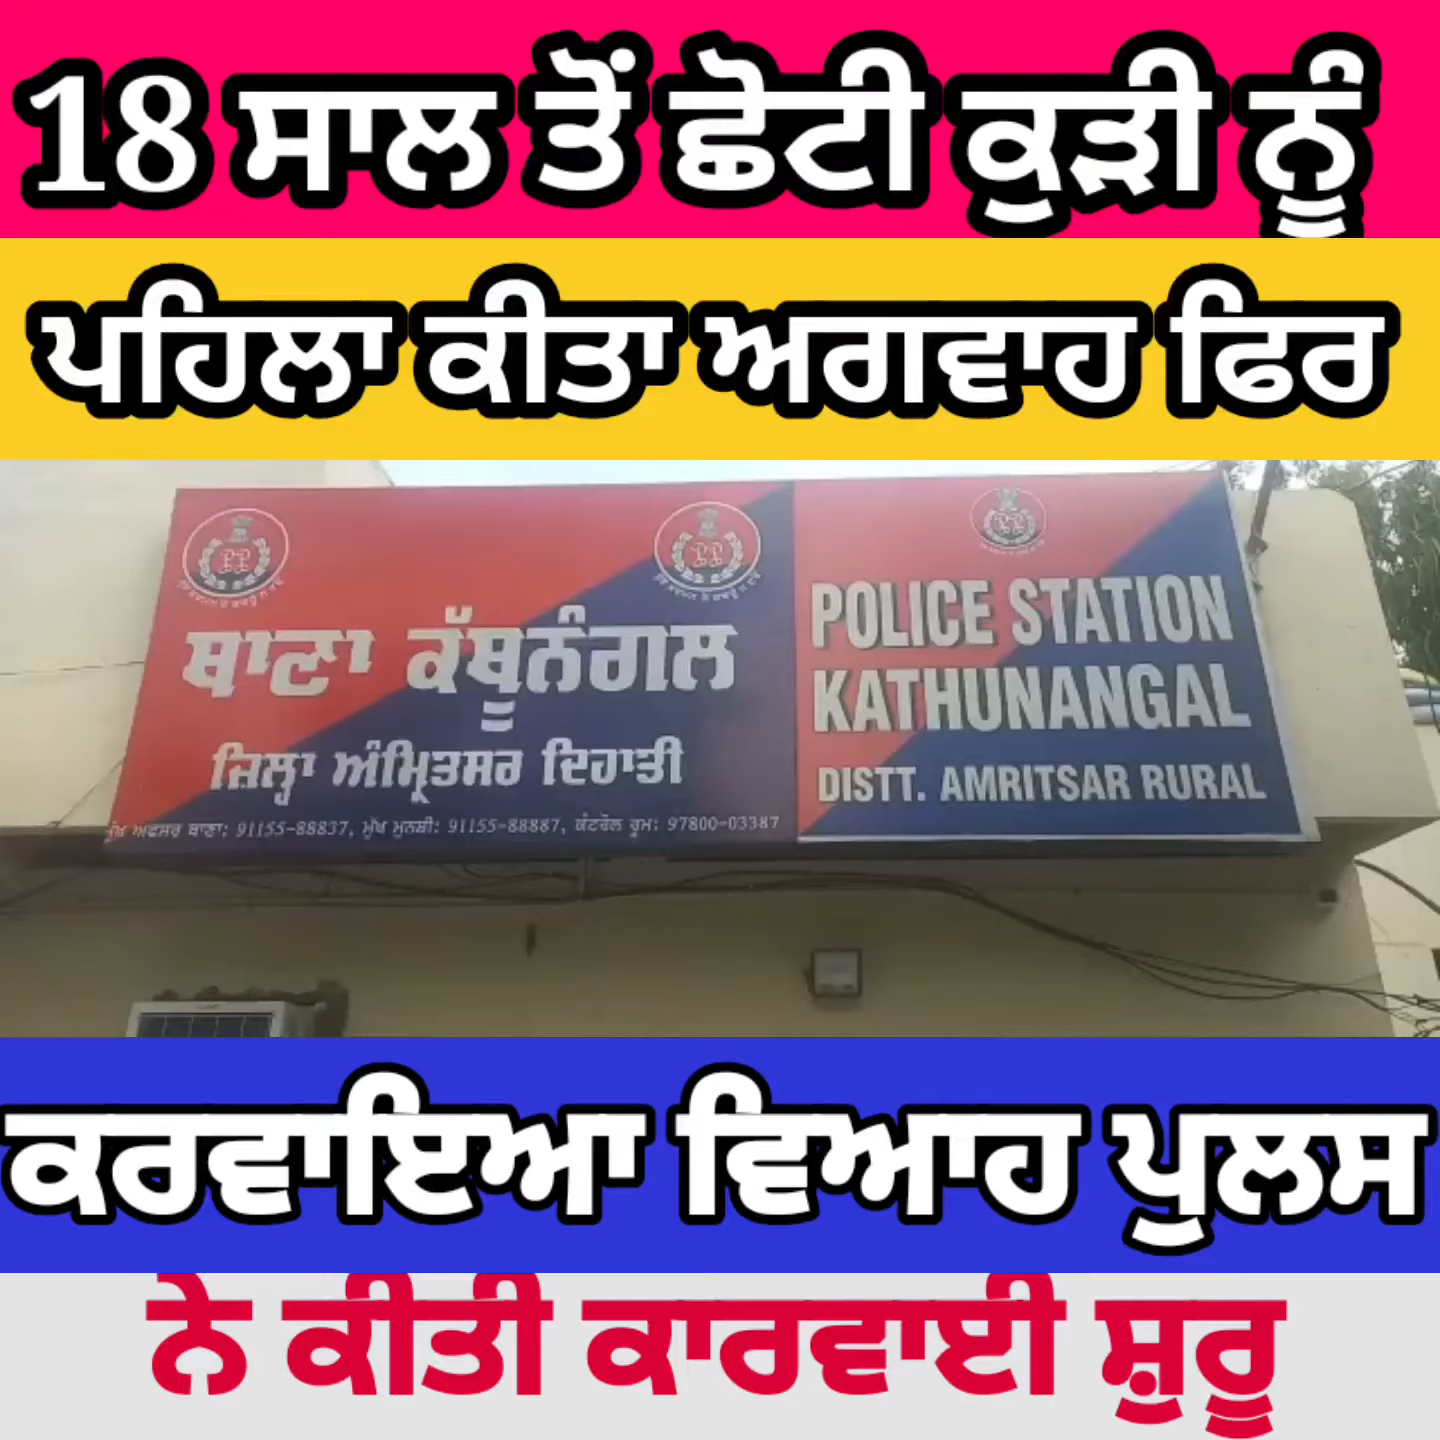 18 ਸਾਲ ਤੋਂ ਛੋਟੀ ਕੁੜੀ ਨੂੰ
ਪਹਿਲਾ ਕੀਤਾ ਅਗਵਾਹ ਫਿਰ
ਥਾਣਾ ਕੱਥੂਨੰਗਲ
ਜ਼ਿਲ੍ਹਾ ਅੰਮ੍ਰਿਤਸਰ ਦਿਹਾਤੀ
ਮੁੱਖ ਅਫਸਰ ਥਾਣਾ: 91155-88837, ਮੁੱਖ ਮੁਨਸ਼ੀ: 91155-88887, ਕੰਟਰੋਲ ਰੂਮ: 97800-03387
POLICE STATION
KATHUNANGAL
DISTT. AMRITSAR RURAL
ਕਰਵਾਇਆ ਵਿਆਹ ਪੁਲਸ
ਨੇ ਕੀਤੀ ਕਾਰਵਾਈ ਸ਼ੁਰੂ